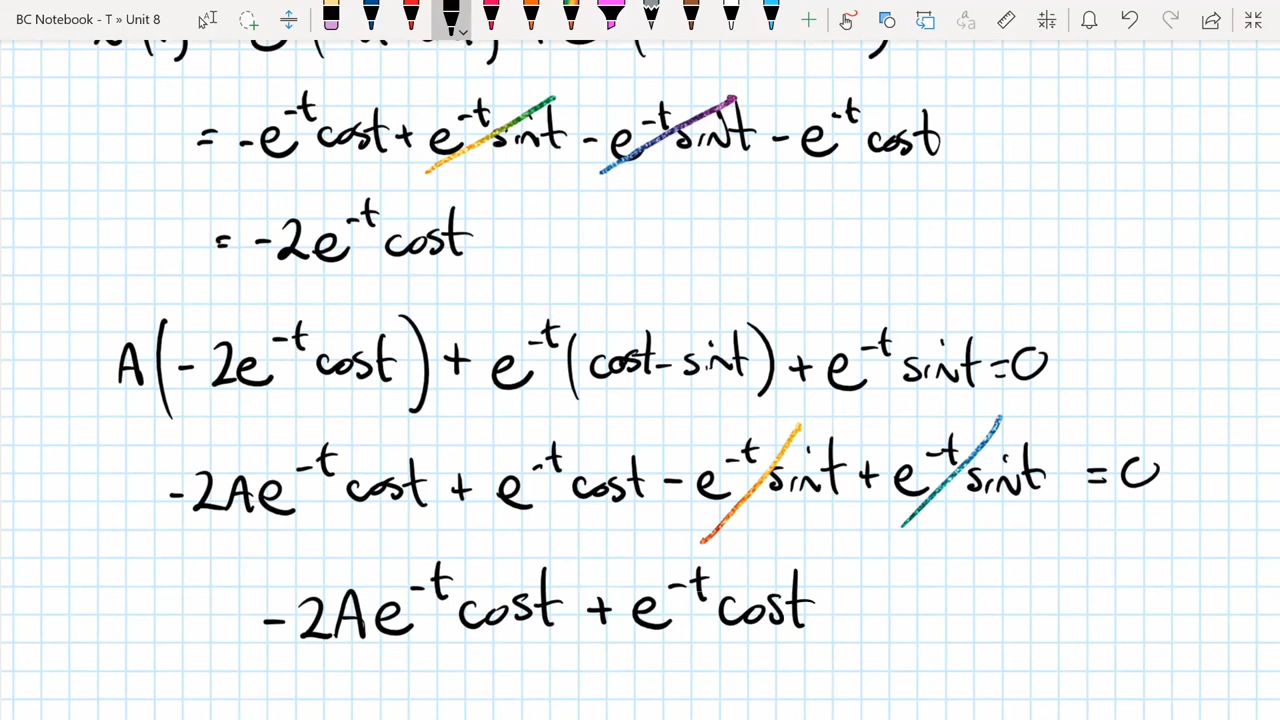 BC Notebook - T » Unit 8
= -e^-t cost + e^-t sint - e^-t sint - e^-t cost
= -2e^-t cost
A(-2e^-t cost) + e^-t (cost - sint) + e^-t sint = 0
-2Ae^-t cost + e^-t cost - e^-t sint + e^-t sint = 0
-2Ae^-t cost + e^-t cost